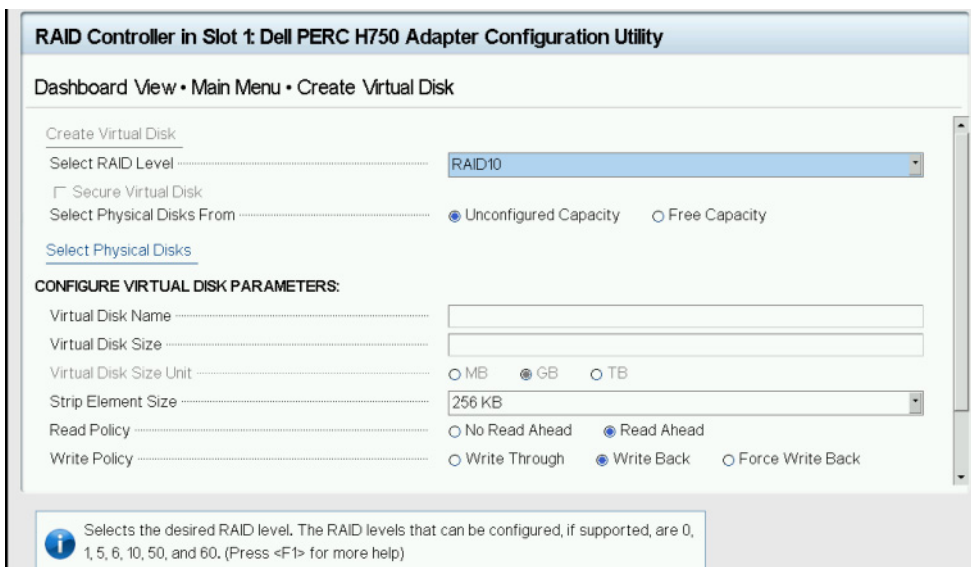 RAID Controller in Slot 1: Dell PERC H750 Adapter Configuration Utility
Dashboard View • Main Menu • Create Virtual Disk
Create Virtual Disk
Select RAID Level RAID10
Secure Virtual Disk
Select Physical Disks From Unconfigured Capacity Free Capacity
Select Physical Disks
CONFIGURE VIRTUAL DISK PARAMETERS:
Virtual Disk Name
Virtual Disk Size
Virtual Disk Size Unit MB GB TB
Strip Element Size 256 KB
Read Policy No Read Ahead Read Ahead
Write Policy Write Through Write Back Force Write Back
Selects the desired RAID level. The RAID levels that can be configured, if supported, are 0,
1, 5, 6, 10, 50, and 60. (Press <F1> for more help)